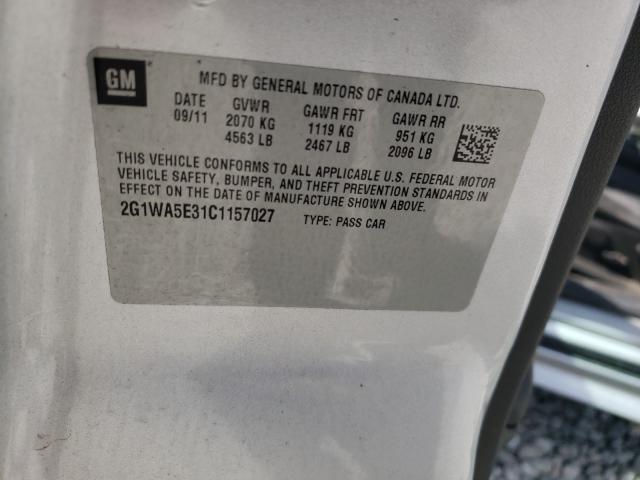 GM
MFD BY GENERAL MOTORS OF CANADA LTD.
DATE GVWR GAWR FRT GAWR RR
09/11 2070 KG 1119 KG 951 KG
4563 LB 2467 LB 2096 LB
THIS VEHICLE CONFORMS TO ALL APPLICABLE U.S. FEDERAL MOTOR
VEHICLE SAFETY, BUMPER, AND THEFT PREVENTION STANDARDS IN
EFFECT ON THE DATE OF MANUFACTURE SHOWN ABOVE.
2G1WA5E31C1157027 TYPE: PASS CAR